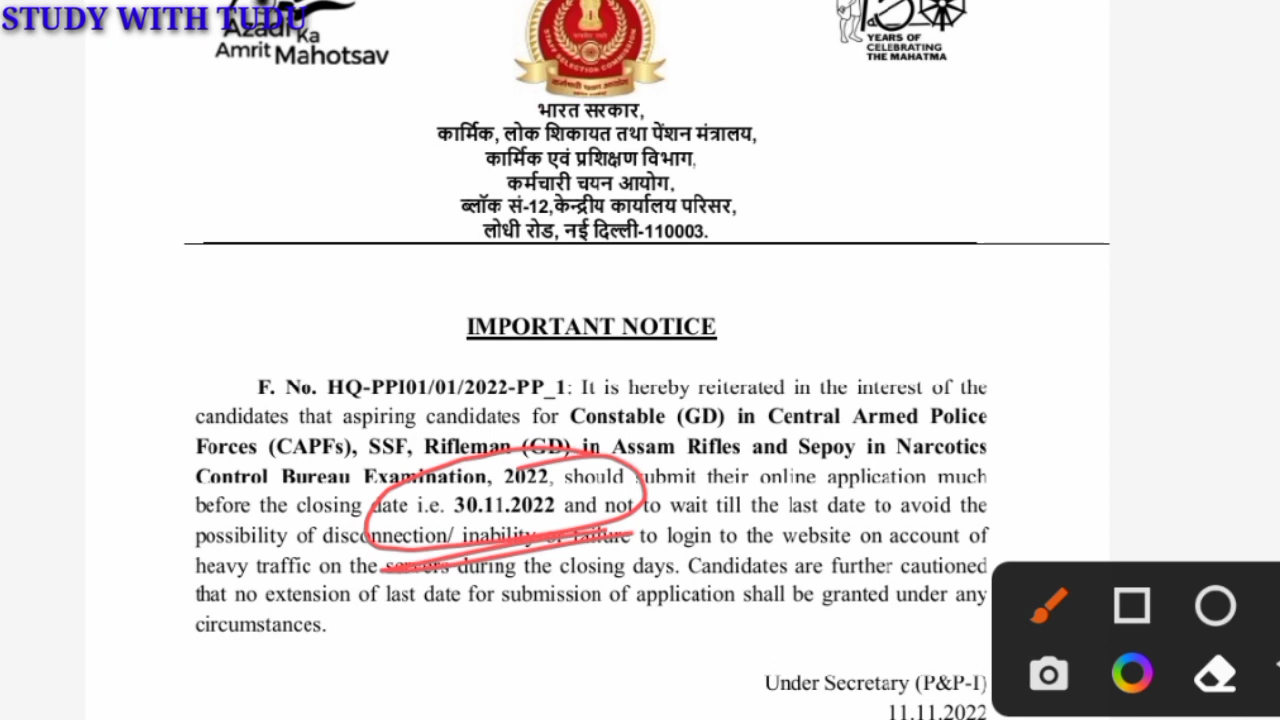 STUDY WITH TUDU
Azadi Ka
Amrit Mahotsav
STAFF SELECTION COMMISSION
YEARS OF
CELEBRATING
THE MAHATMA
भारत सरकार,
कार्मिक, लोक शिकायत तथा पेंशन मंत्रालय,
कार्मिक एवं प्रशिक्षण विभाग,
कर्मचारी चयन आयोग,
ब्लॉक सं-12,केन्द्रीय कार्यालय परिसर,
लोधी रोड, नई दिल्ली-110003.
IMPORTANT NOTICE
F. No. HQ-PPI01/01/2022-PP_1: It is hereby reiterated in the interest of the
candidates that aspiring candidates for Constable (GD) in Central Armed Police
Forces (CAPFs), SSF, Rifleman (GD) in Assam Rifles and Sepoy in Narcotics
Control Bureau Examination, 2022, should submit their online application much
before the closing date i.e. 30.11.2022 and not to wait till the last date to avoid the
possibility of disconnection/ inability or failure to login to the website on account of
heavy traffic on the servers during the closing days. Candidates are further cautioned
that no extension of last date for submission of application shall be granted under any
circumstances.
Under Secretary (P&P-I)
11.11.2022